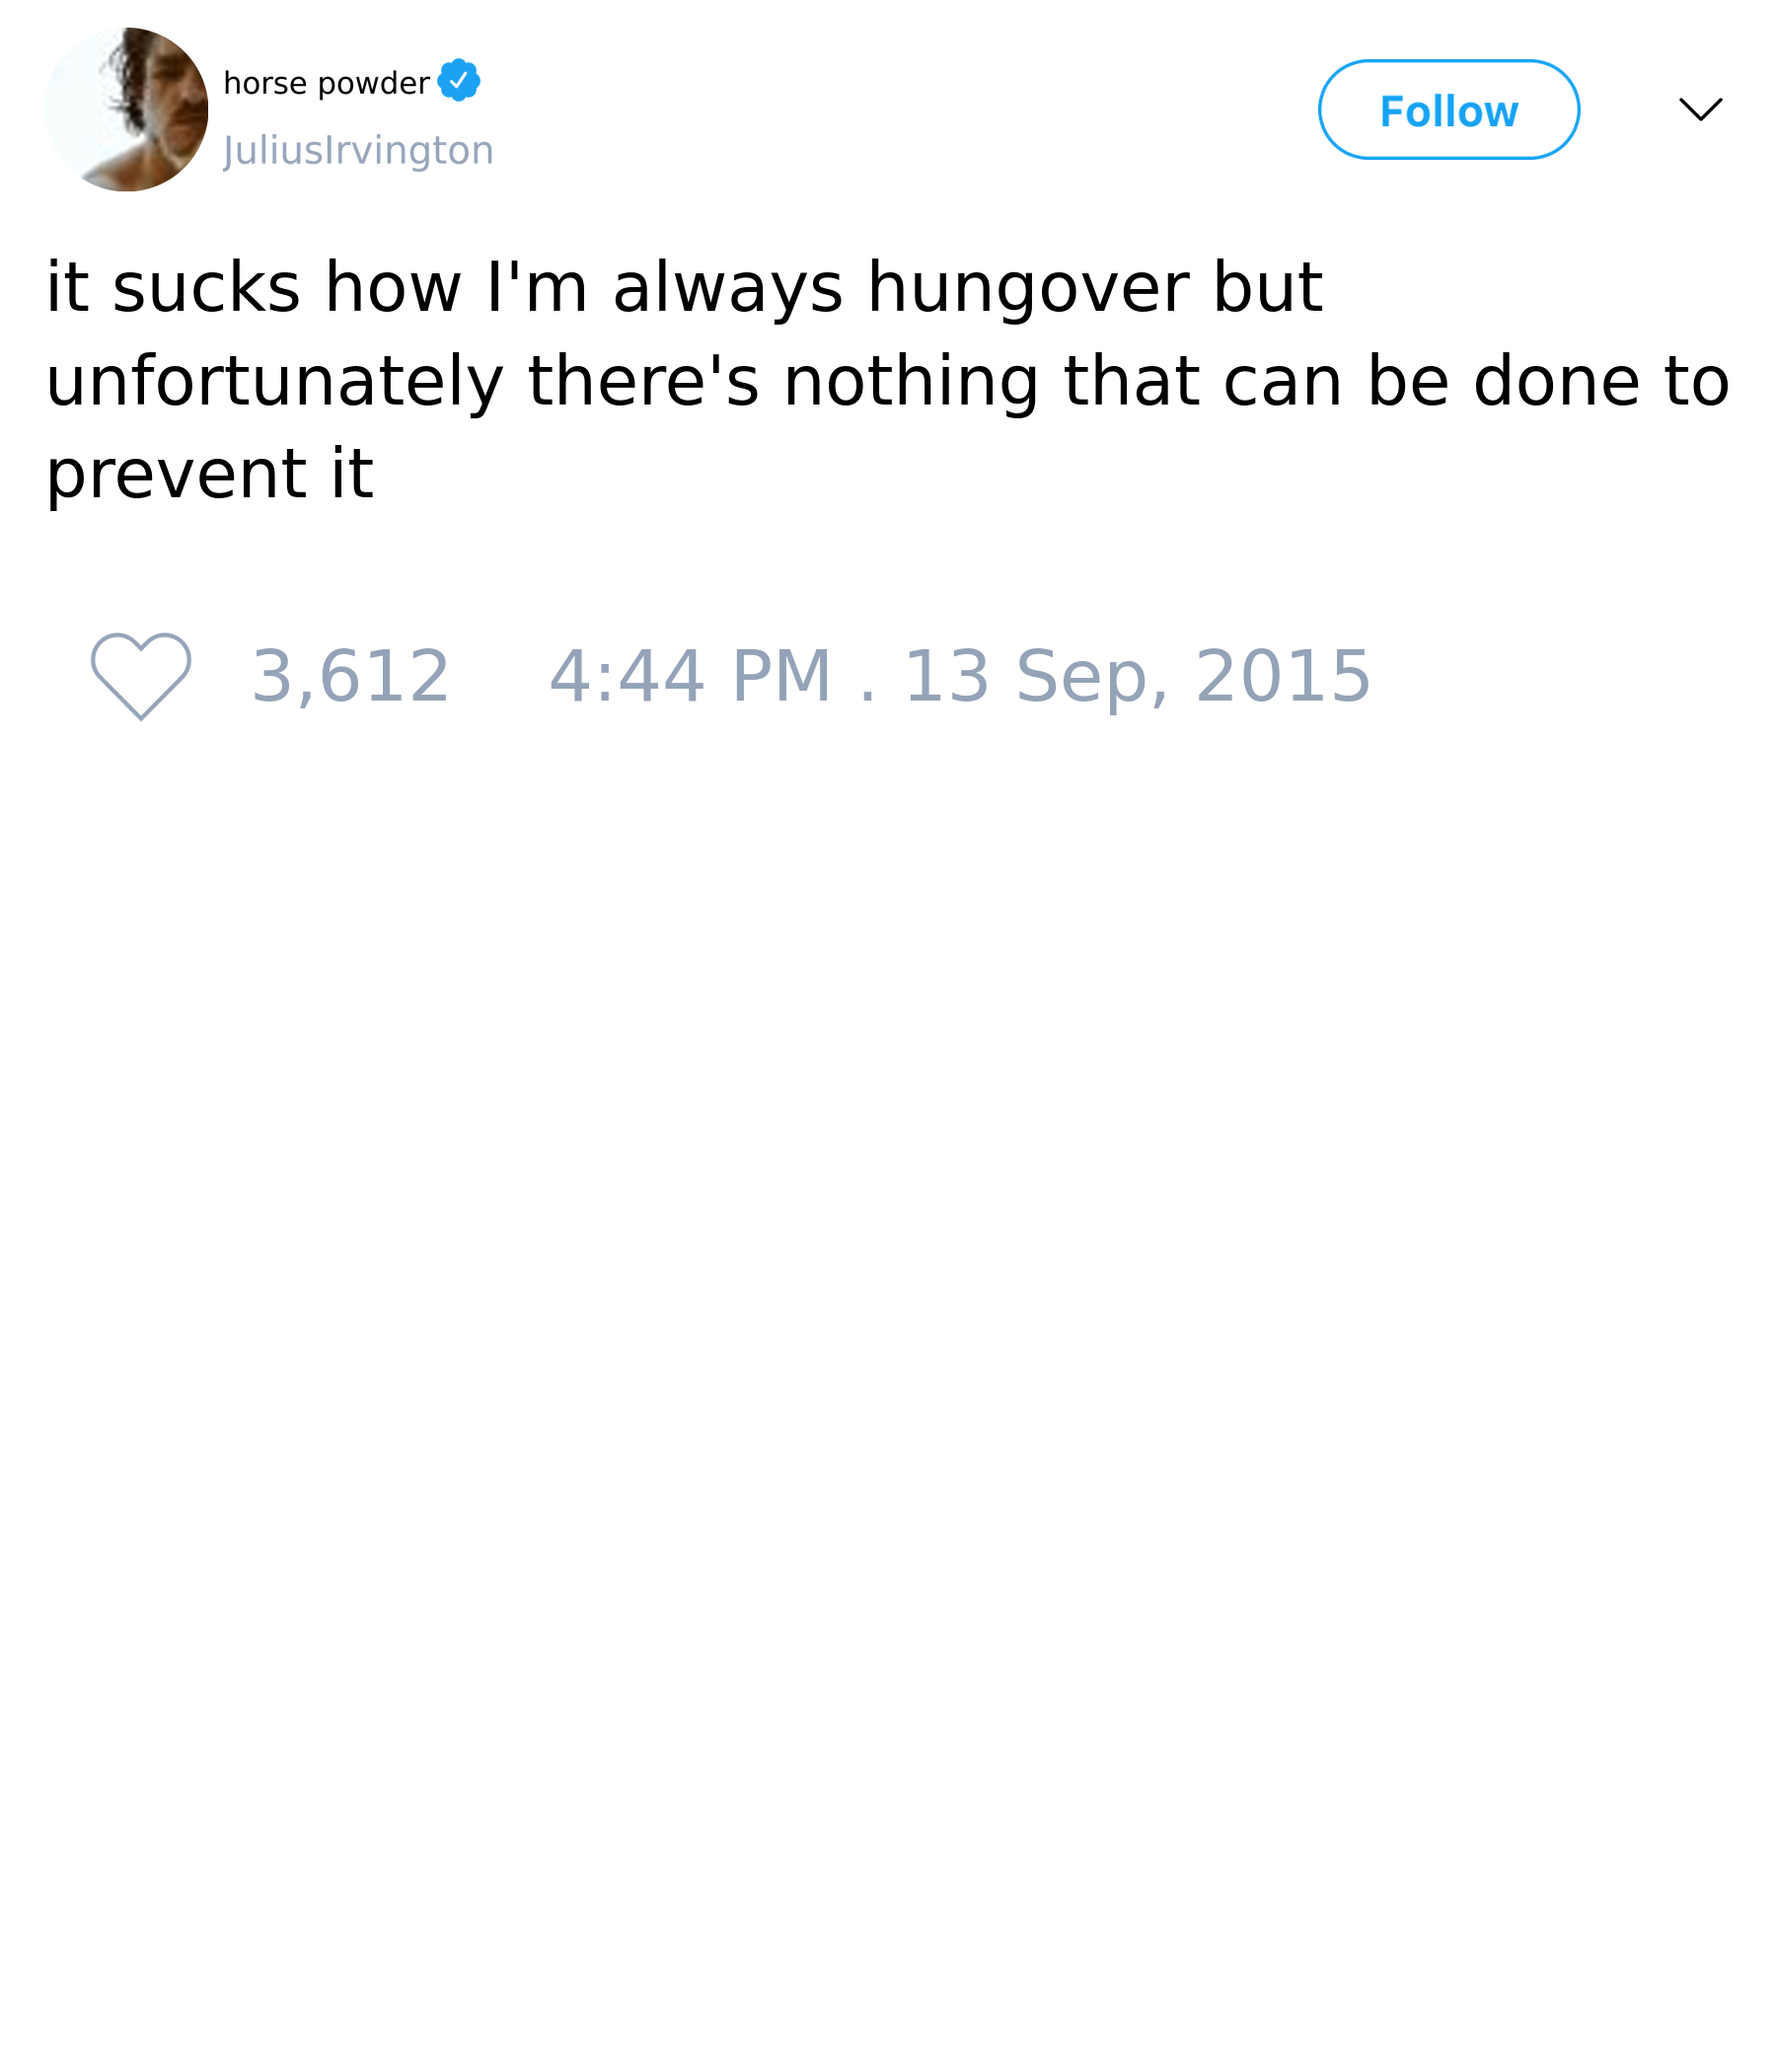 horse powder
JuliusIrvington
Follow
it sucks how I'm always hungover but
unfortunately there's nothing that can be done to
prevent it
3,612 4:44 PM . 13 Sep, 2015